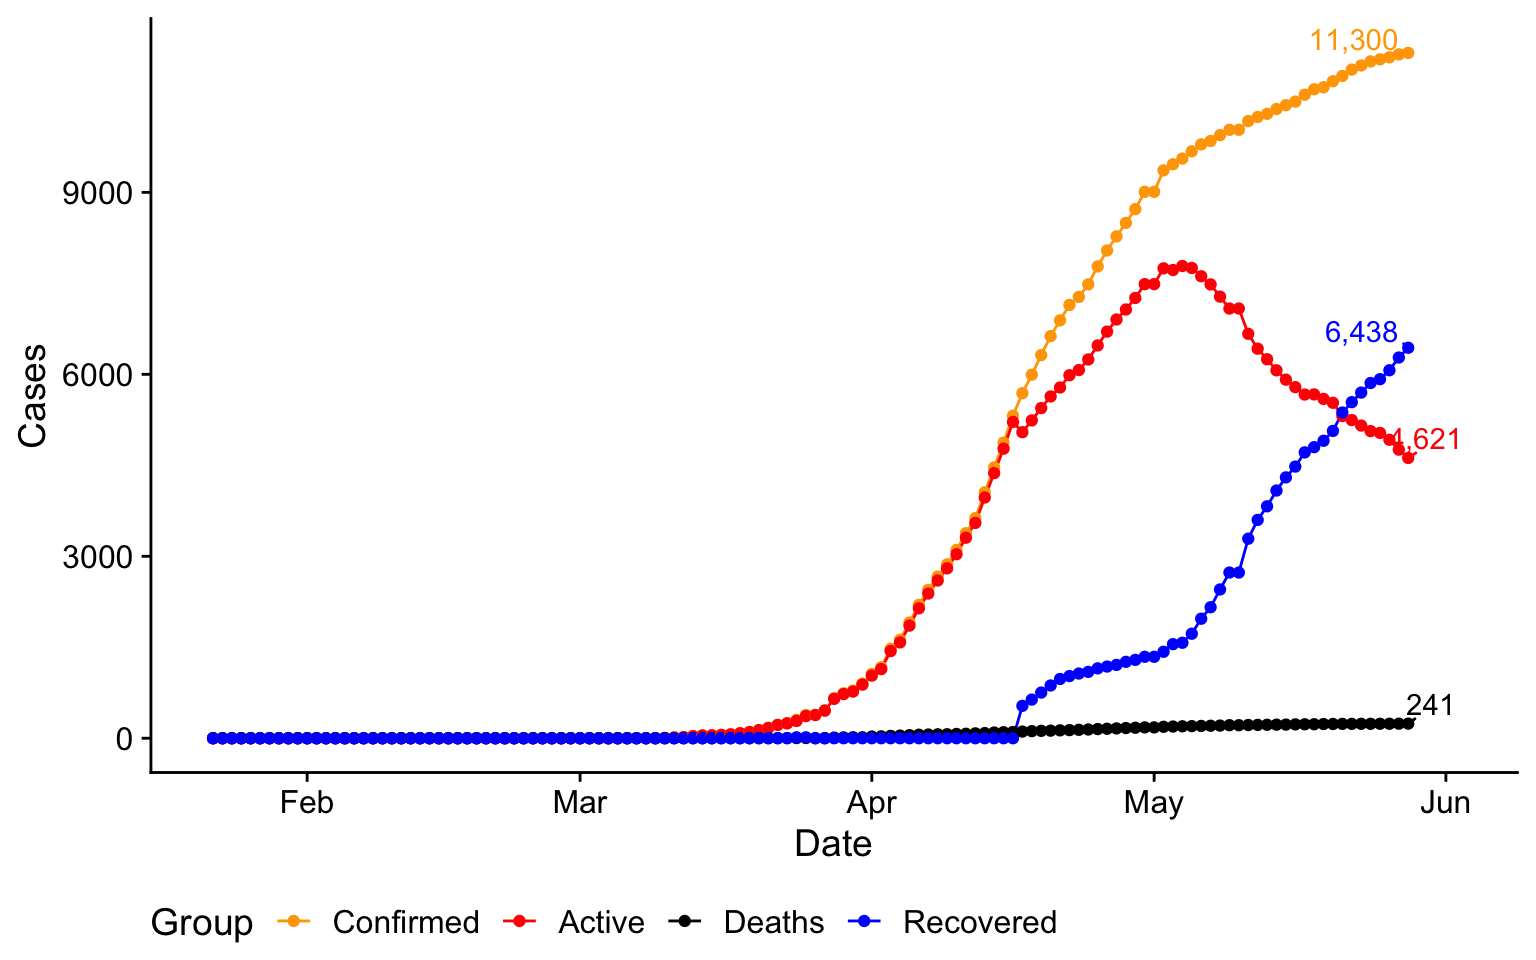 11,300
9000
6,438
6000
Cases
4,621
3000
241
0
Feb Mar Apr May Jun
Date
Group Confirmed Active Deaths Recovered